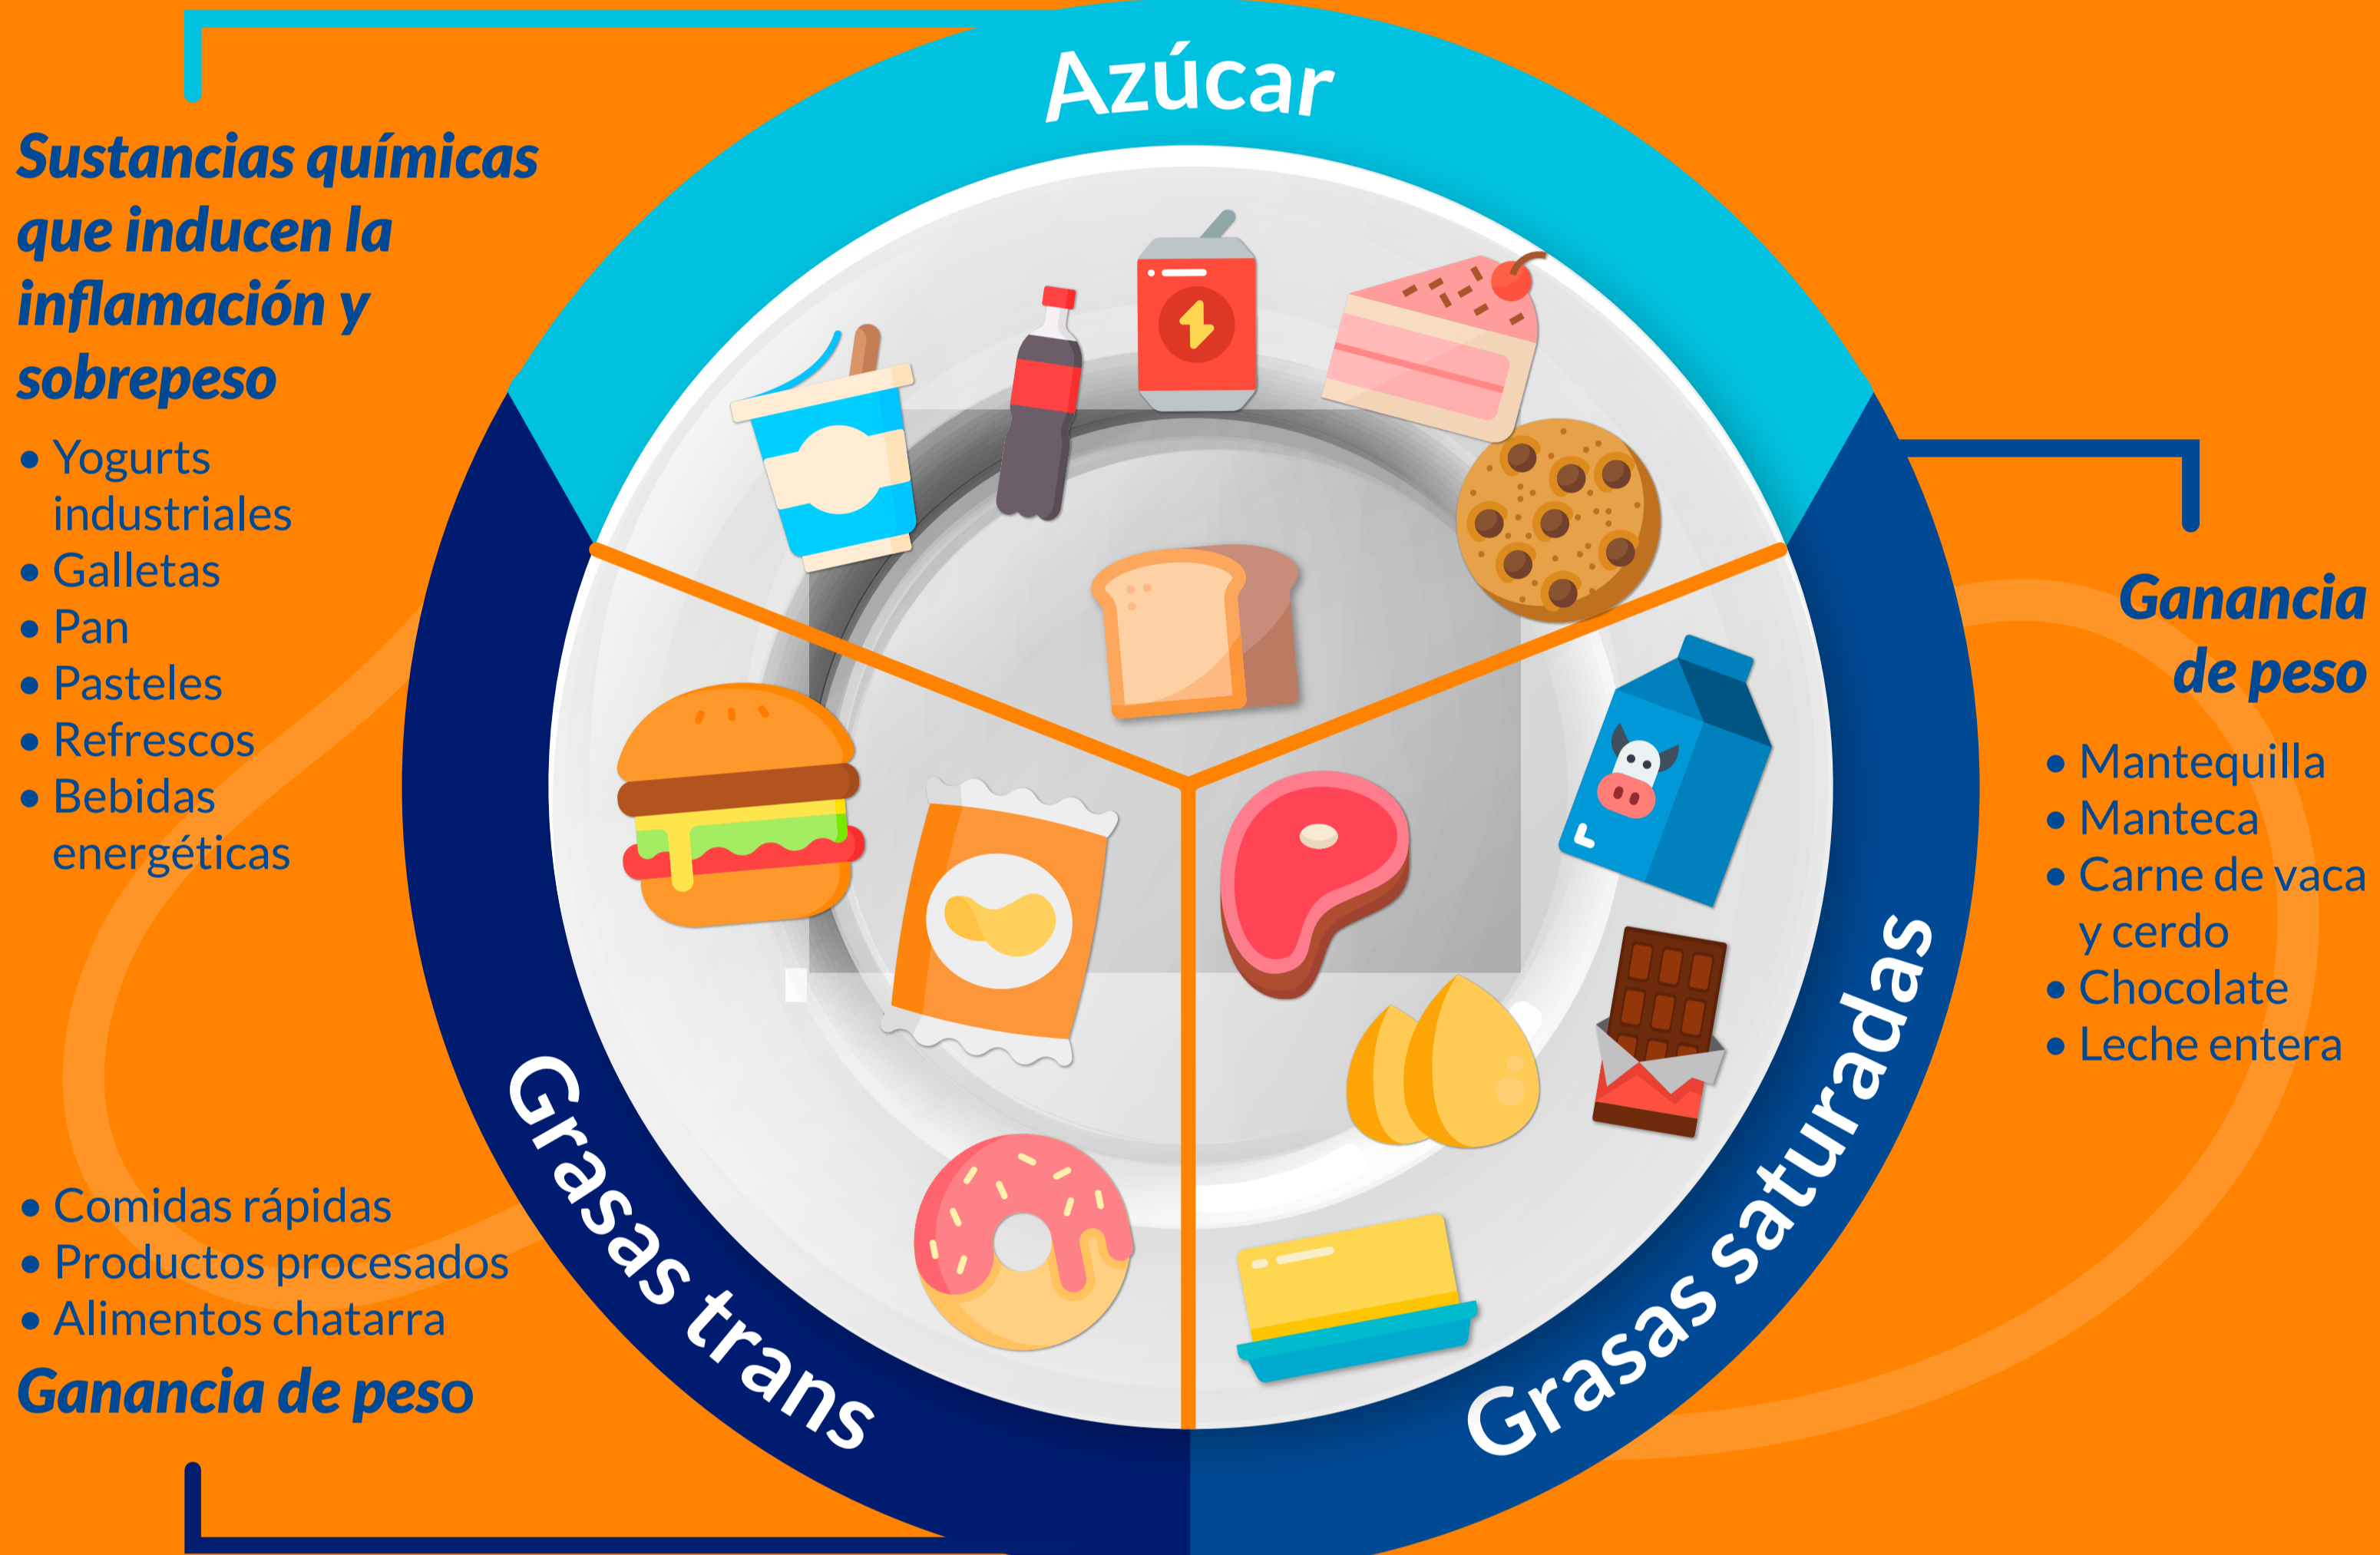 Azúcar
Sustancias químicas
que inducen la
inflamación y
sobrepeso
• Yogurts
industriales
• Galletas
• Pan
• Pasteles
• Refrescos
• Bebidas
energéticas
Ganancia
de peso
• Mantequilla
• Manteca
• Carne de vaca
y cerdo
• Chocolate
• Leche entera
Grasas saturadas
Grasas trans
• Comidas rápidas
• Productos procesados
• Alimentos chatarra
Ganancia de peso